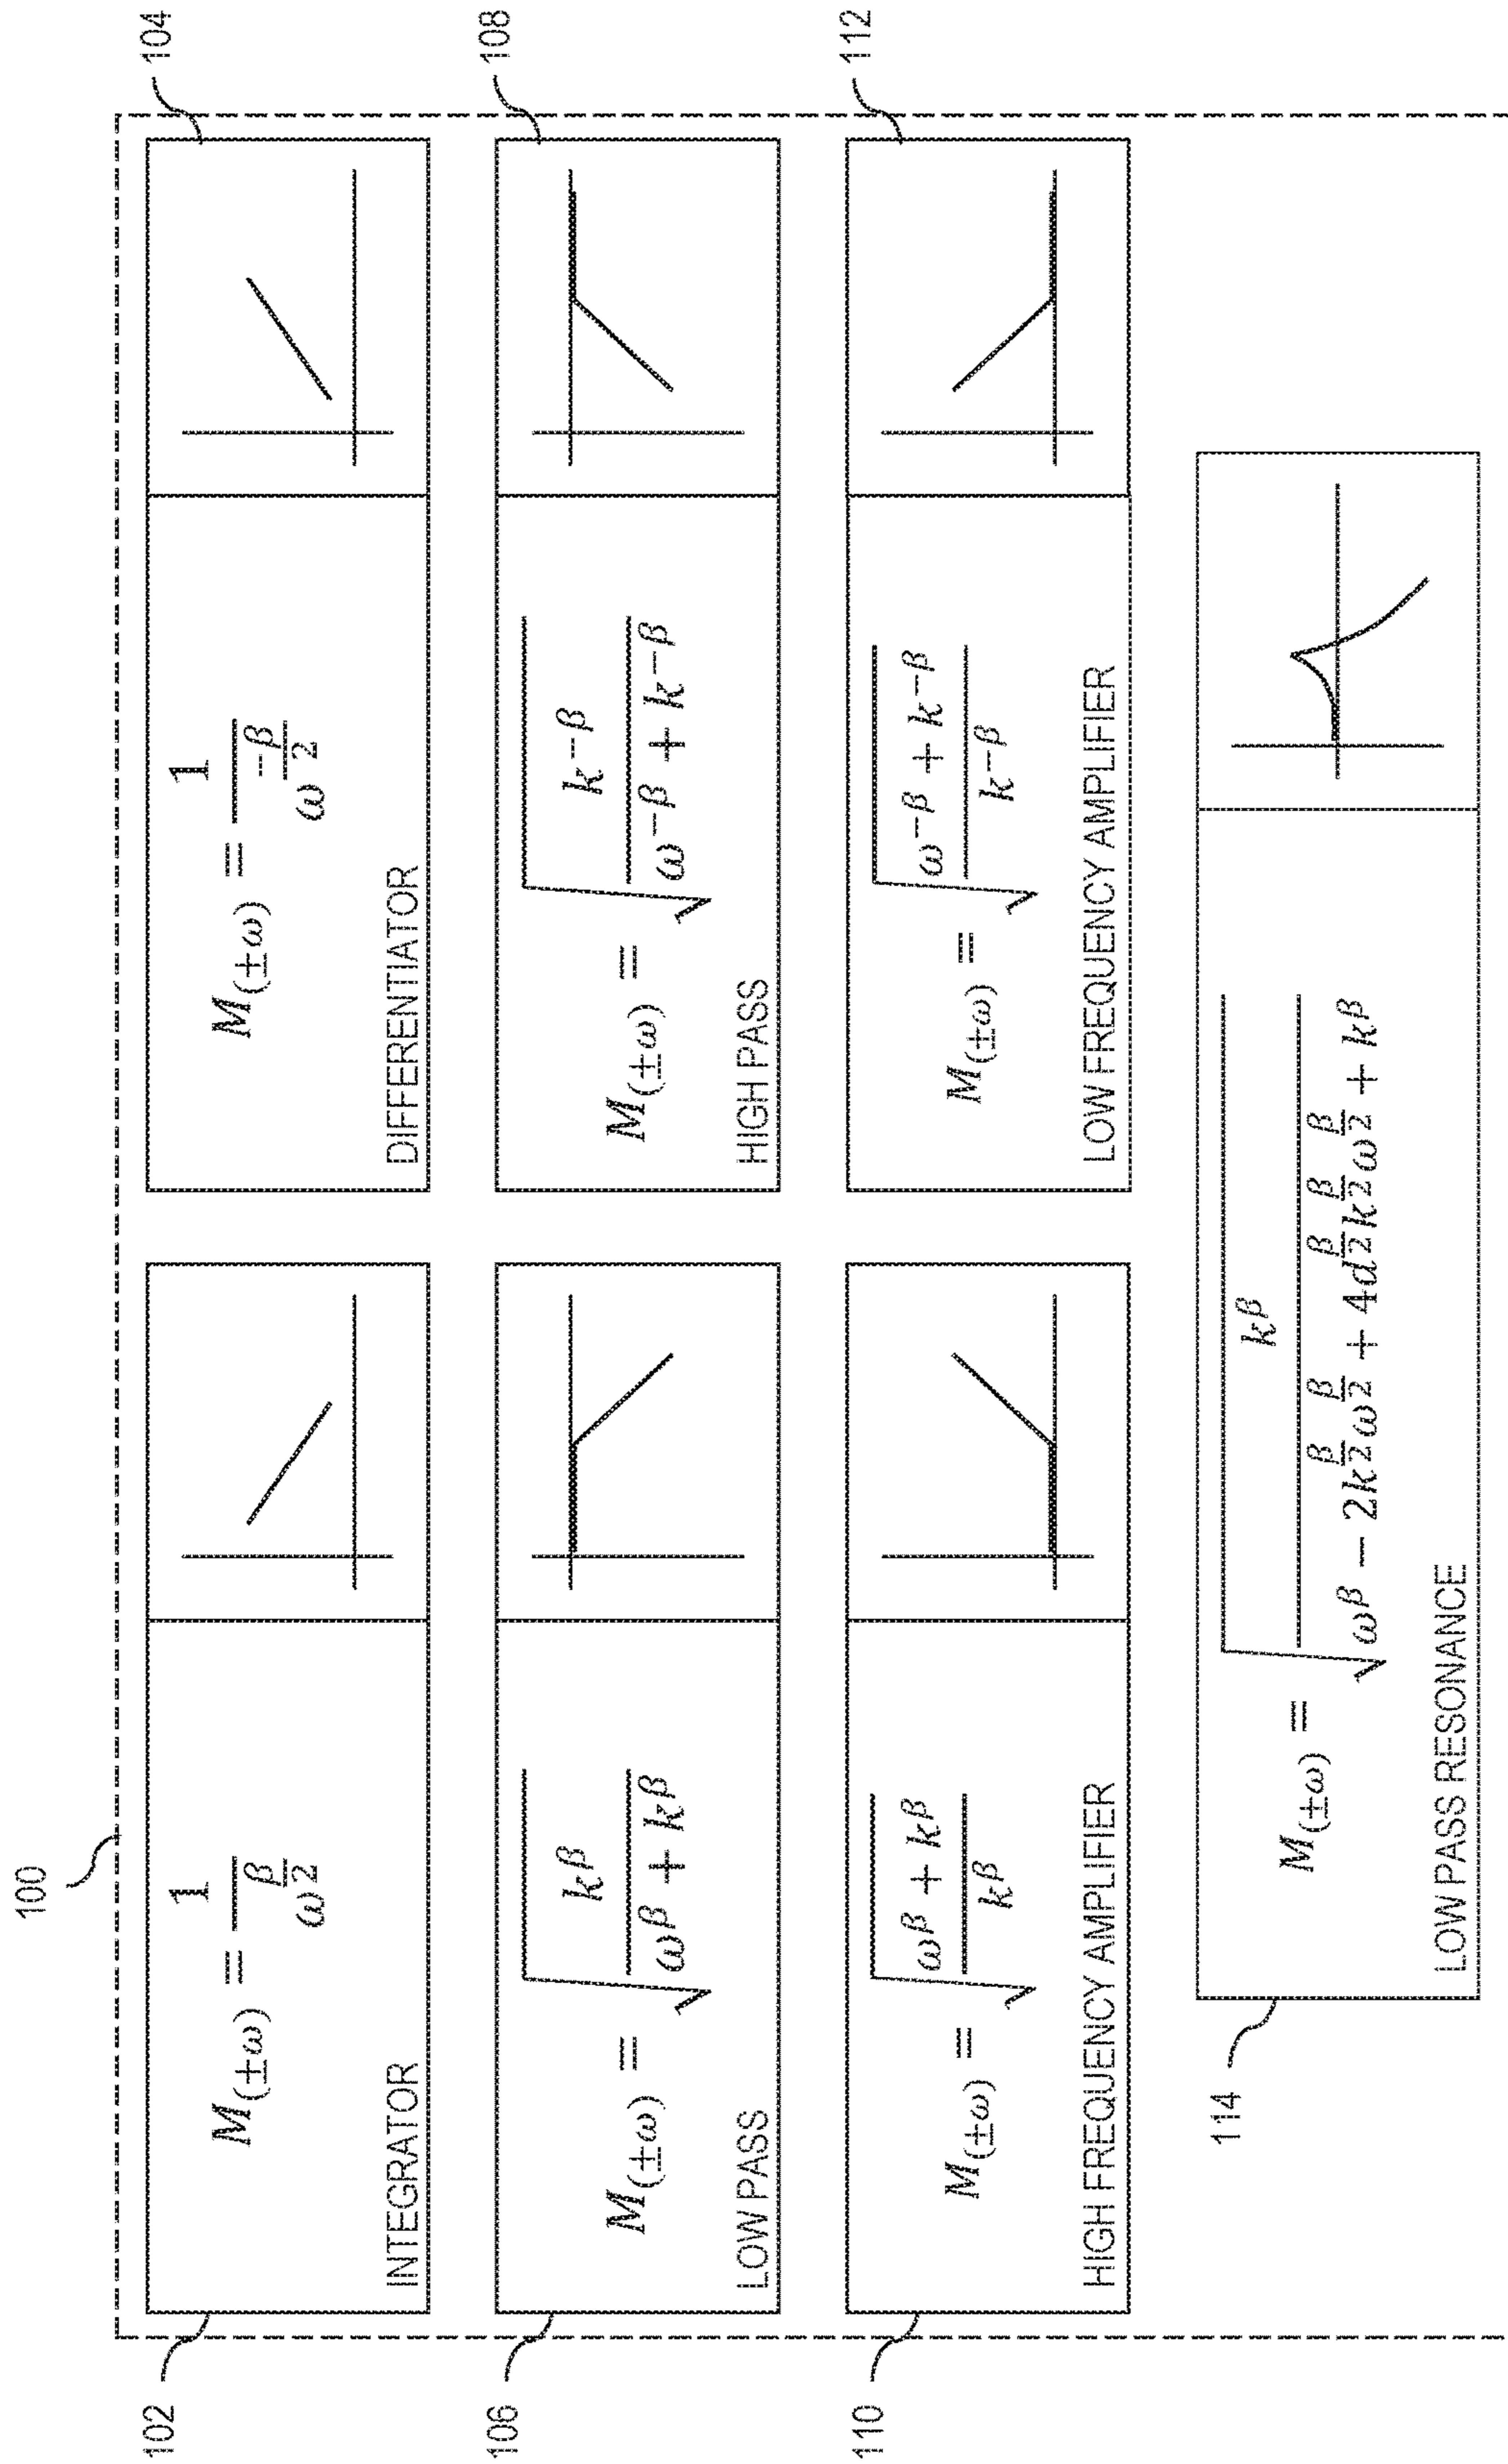 100
102
M(±ω) = 1 / ω^(β/2)
INTEGRATOR
104
M(±ω) = 1 / ω^(-β/2)
DIFFERENTIATOR
106
M(±ω) = √(k^β / (ω^β + k^β))
LOW PASS
108
M(±ω) = √(k^-β / (ω^-β + k^-β))
HIGH PASS
110
M(±ω) = √((ω^β + k^β) / k^β)
HIGH FREQUENCY AMPLIFIER
112
M(±ω) = √((ω^-β + k^-β) / k^-β)
LOW FREQUENCY AMPLIFIER
114
M(±ω) = √(k^β / (ω^β − 2k^(β/2)ω^(β/2) + 4d^(β/2)k^(β/2)ω^(β/2) + k^β))
LOW PASS RESONANCE